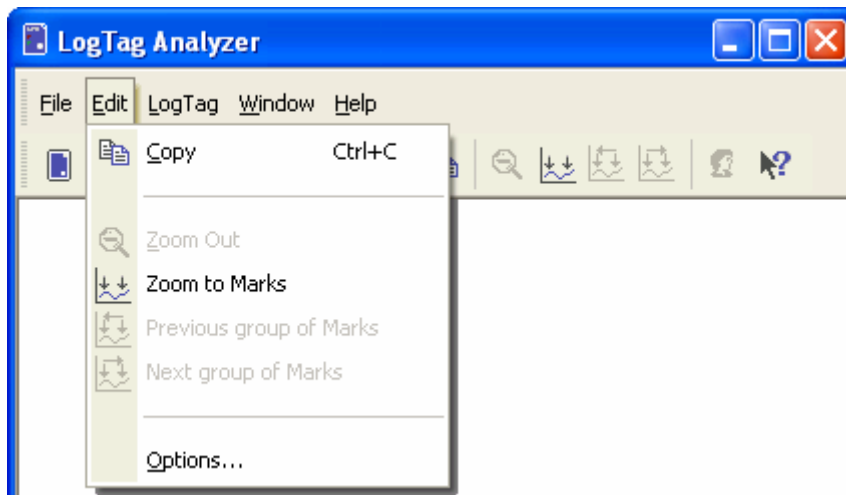 LogTag Analyzer
File Edit LogTag Window Help
Copy Ctrl+C
Zoom Out
Zoom to Marks
Previous group of Marks
Next group of Marks
Options...